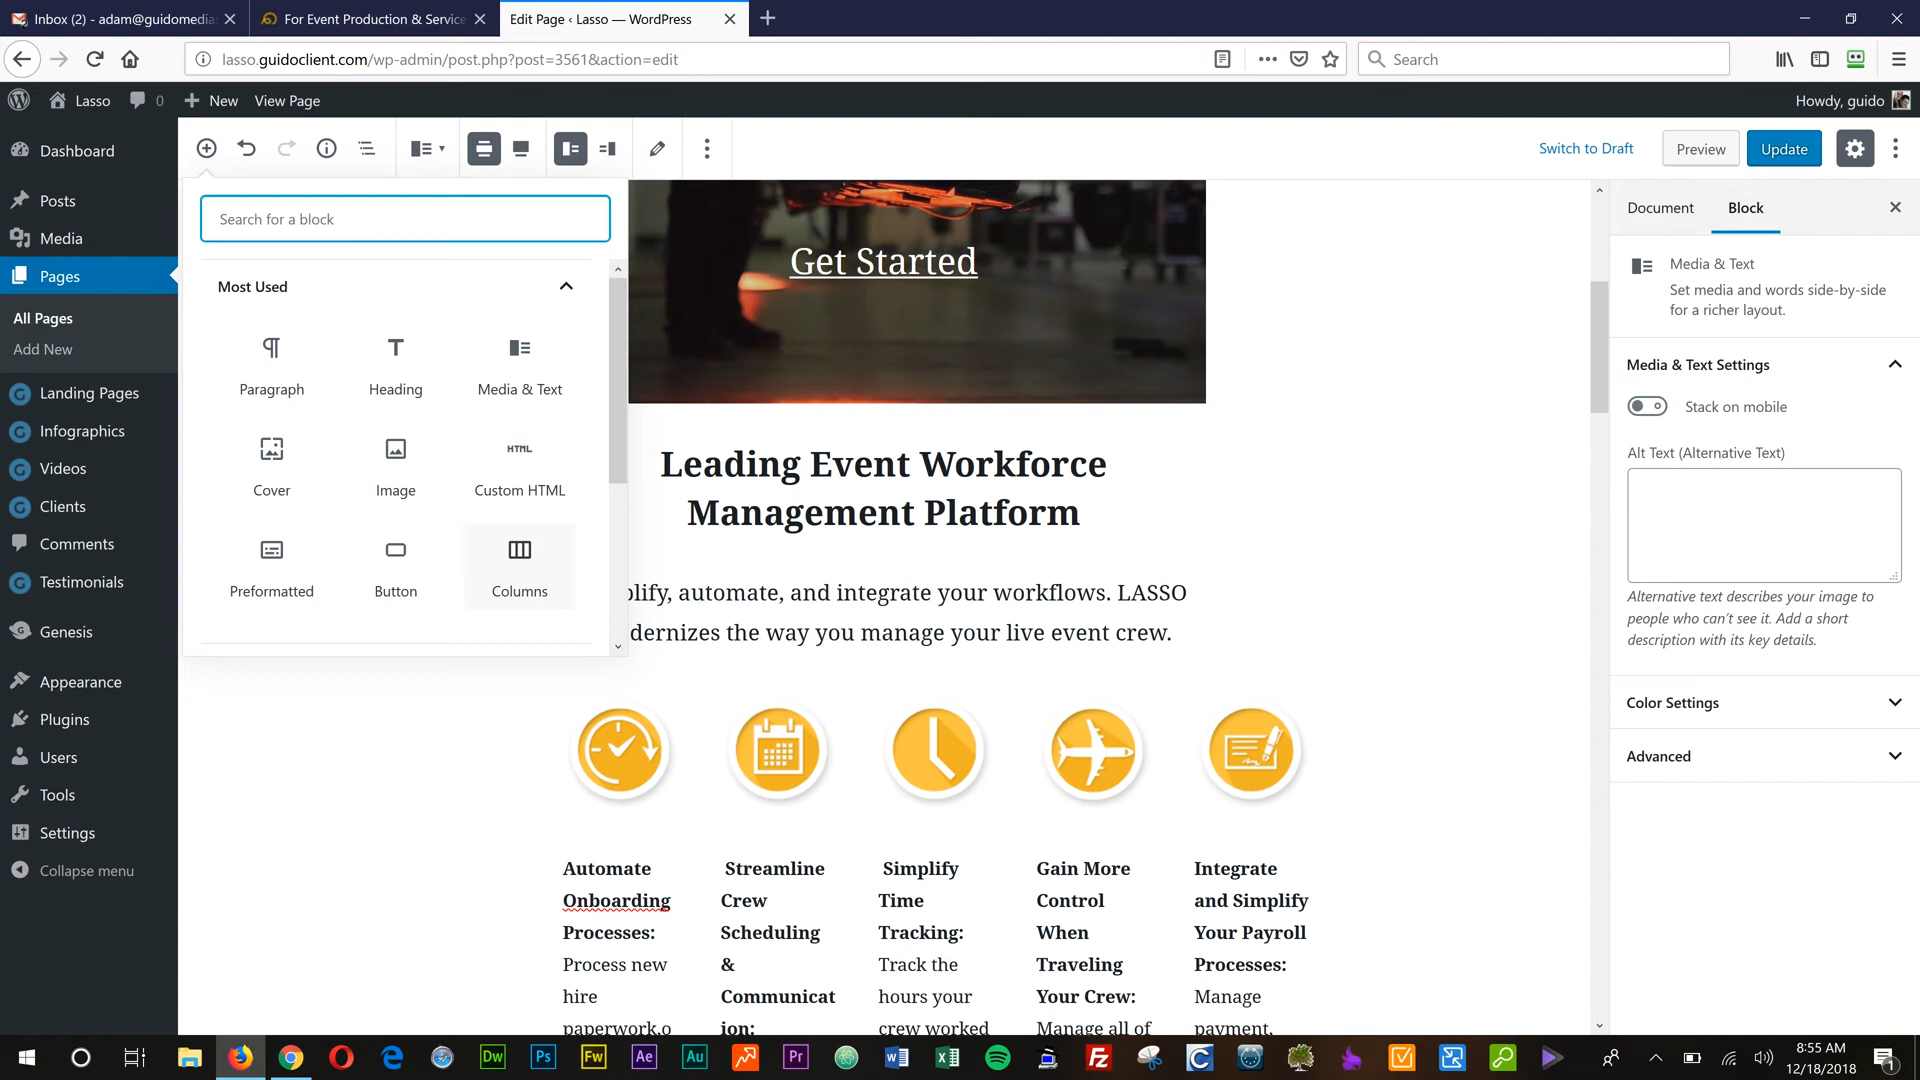 Inbox (2) - adam@guidomedia
For Event Production & Service
Edit Page ‹ Lasso — WordPress
lasso.guidoclient.com/wp-admin/post.php?post=3561&action=edit
Search
Lasso
0
New
View Page
Howdy, guido
Dashboard
Posts
Media
Pages
All Pages
Add New
Landing Pages
Infographics
Videos
Clients
Comments
Testimonials
Genesis
Appearance
Plugins
Users
Tools
Settings
Collapse menu
Switch to Draft
Preview
Update
Search for a block
Most Used
Paragraph
Heading
Media & Text
Cover
Image
HTML
Custom HTML
Preformatted
Button
Columns
Get Started
Leading Event Workforce
Management Platform
plify, automate, and integrate your workflows. LASSO
dernizes the way you manage your live event crew.
Automate
Onboarding
Processes:
Process new
hire
paperwork,o
Streamline
Crew
Scheduling
&
Communicat
ion:
Simplify
Time
Tracking:
Track the
hours your
crew worked
Gain More
Control
When
Traveling
Your Crew:
Manage all of
Integrate
and Simplify
Your Payroll
Processes:
Manage
payment,
Document
Block
Media & Text
Set media and words side-by-side
for a richer layout.
Media & Text Settings
Stack on mobile
Alt Text (Alternative Text)
Alternative text describes your image to
people who can't see it. Add a short
description with its key details.
Color Settings
Advanced
Dw
Ps
Fw
Ae
Au
Pr
8:55 AM
12/18/2018
1